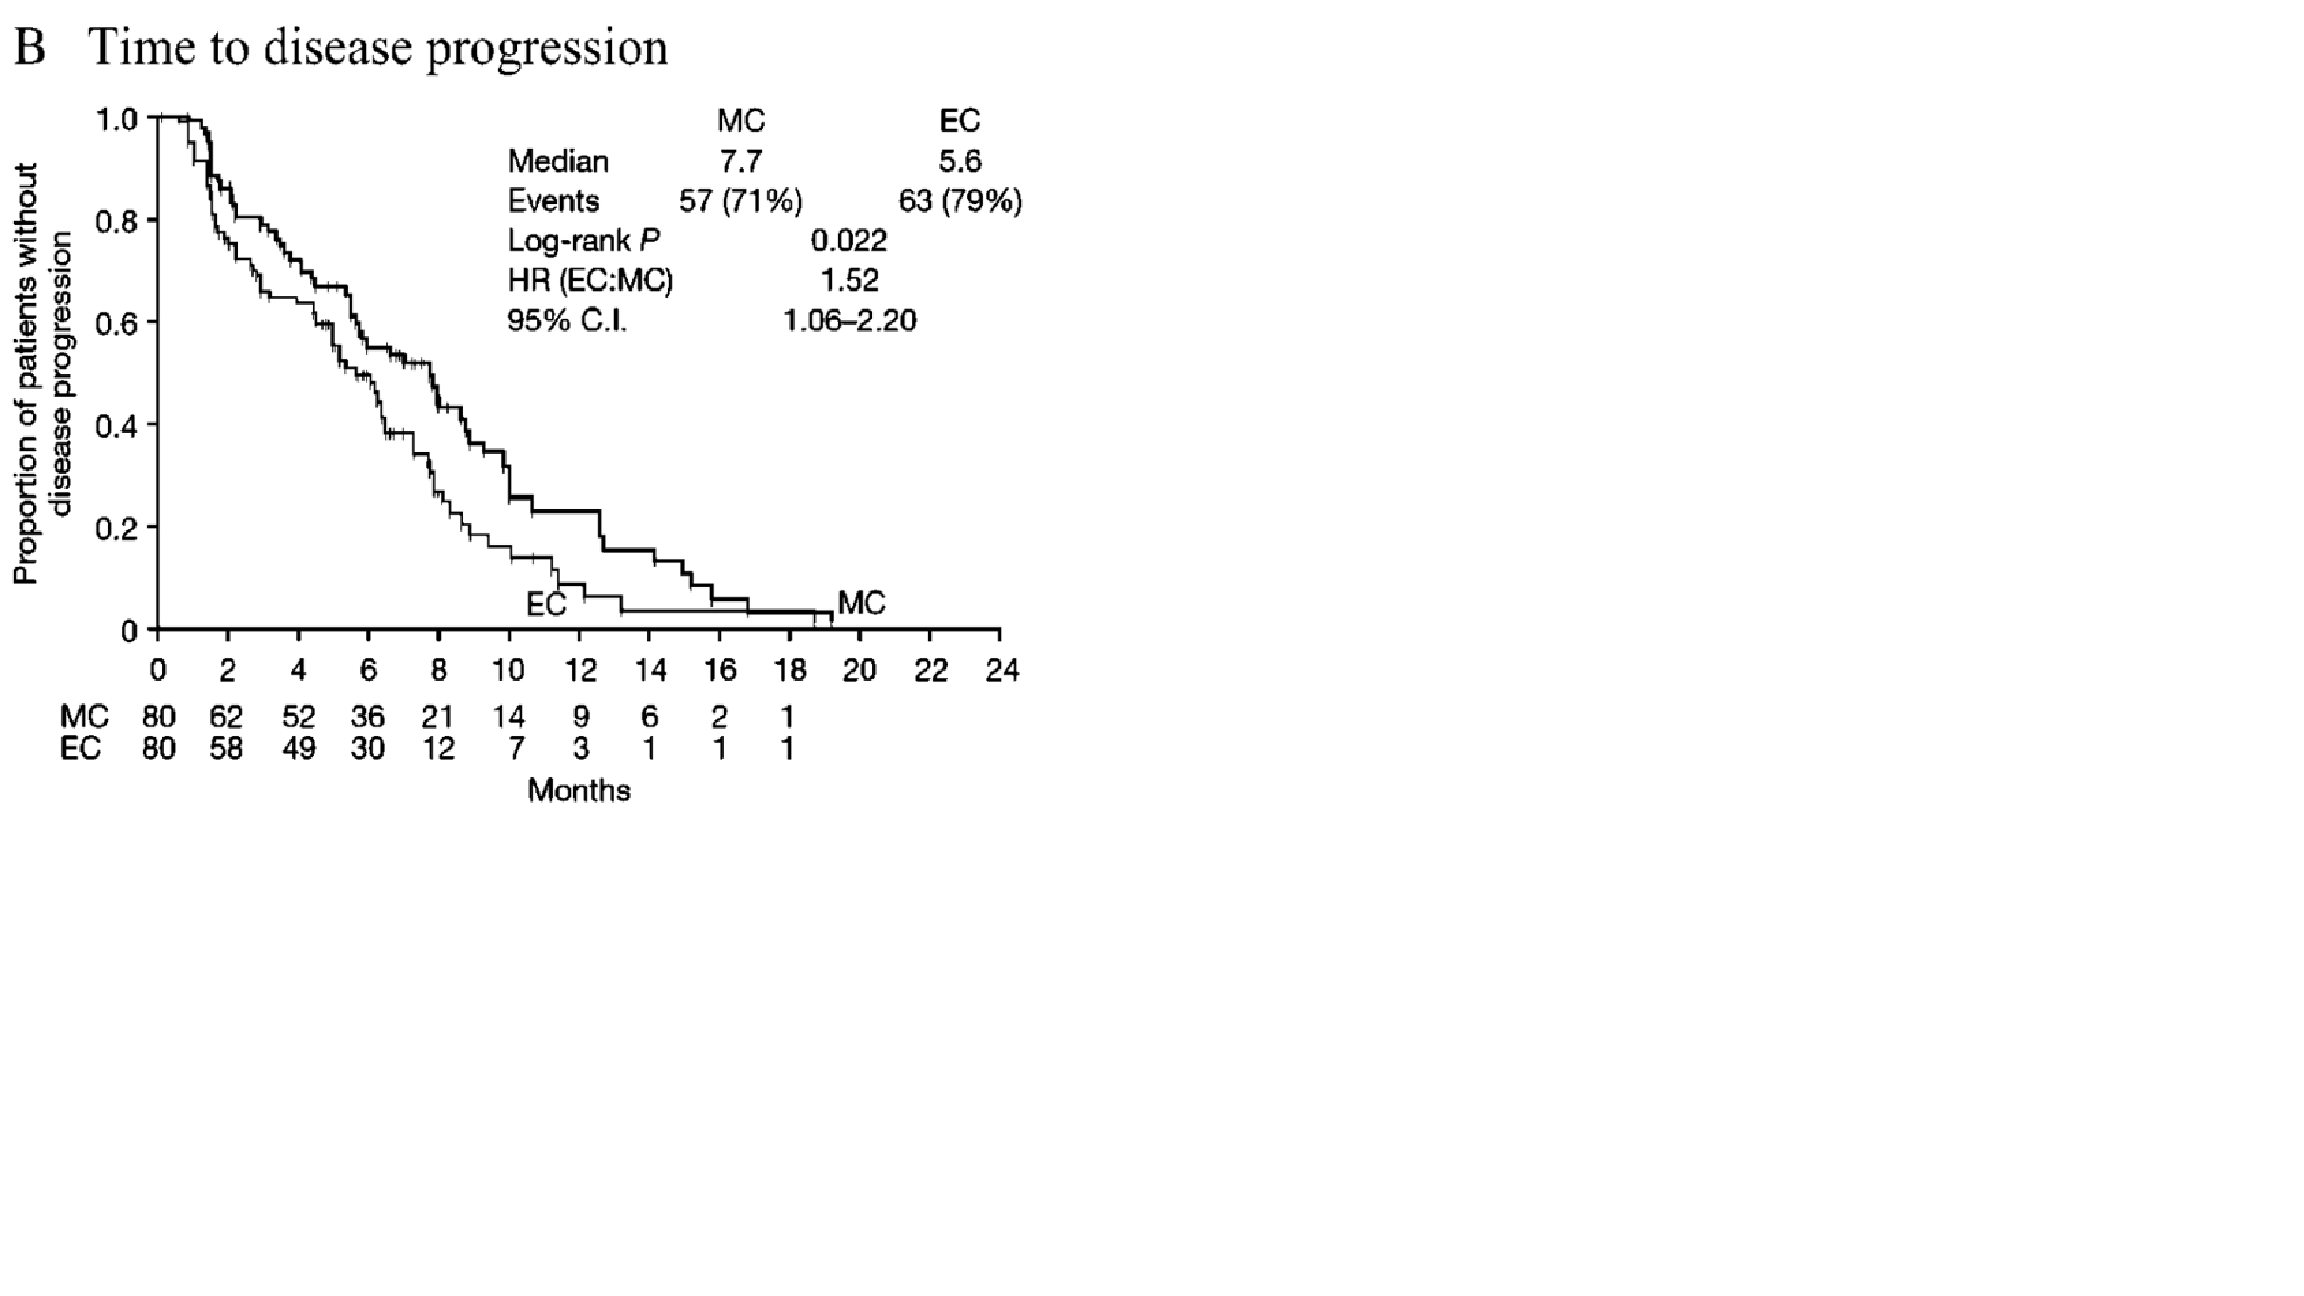 B Time to disease progression
Proportion of patients without
disease progression
1.0
0.8
0.6
0.4
0.2
0
MC EC
Median 7.7 5.6
Events 57 (71%) 63 (79%)
Log-rank P 0.022
HR (EC:MC) 1.52
95% C.I. 1.06–2.20
EC
MC
0 2 4 6 8 10 12 14 16 18 20 22 24
MC 80 62 52 36 21 14 9 6 2 1
EC 80 58 49 30 12 7 3 1 1 1
Months